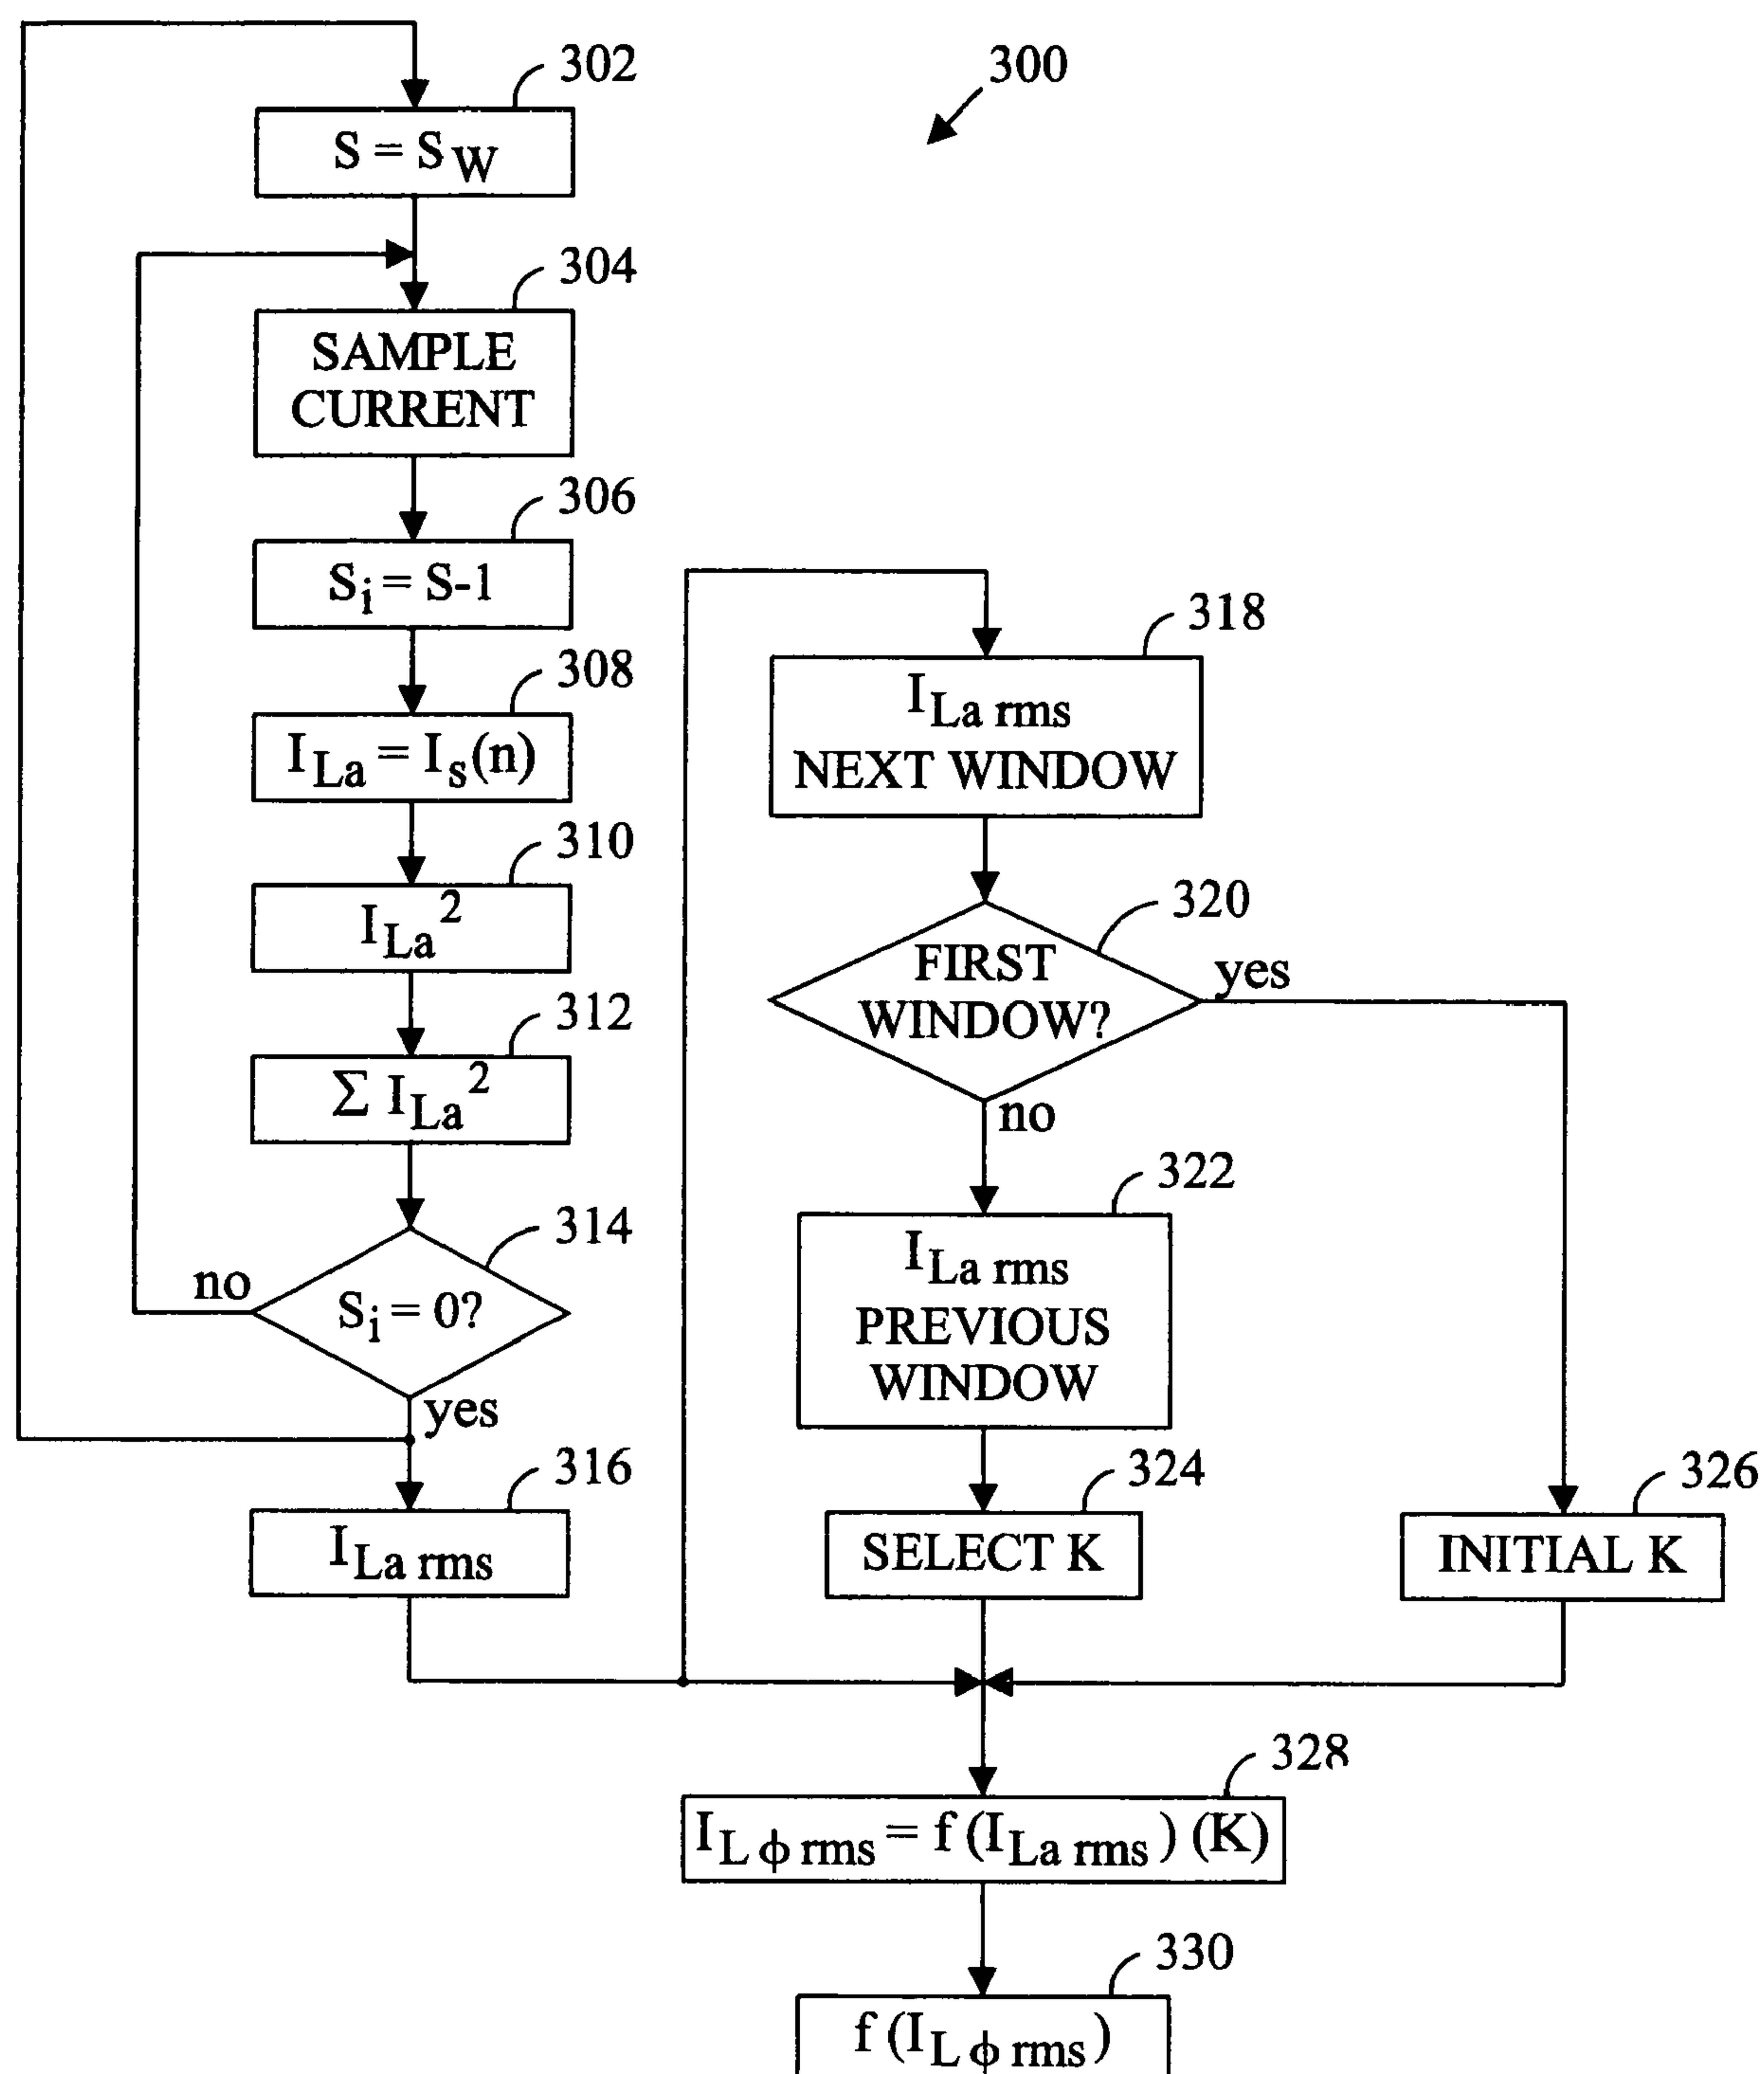 300
302
S = S W
304
SAMPLE
CURRENT
306
S i = S-1
308
I La = I s (n)
310
I La 2
312
Σ I La 2
314
S i = 0?
no
yes
316
I La rms
318
I La rms
NEXT WINDOW
320
FIRST
WINDOW?
yes
no
322
I La rms
PREVIOUS
WINDOW
324
SELECT K
326
INITIAL K
328
I L ϕ rms = f (I La rms ) (K)
330
f (I L ϕ rms )